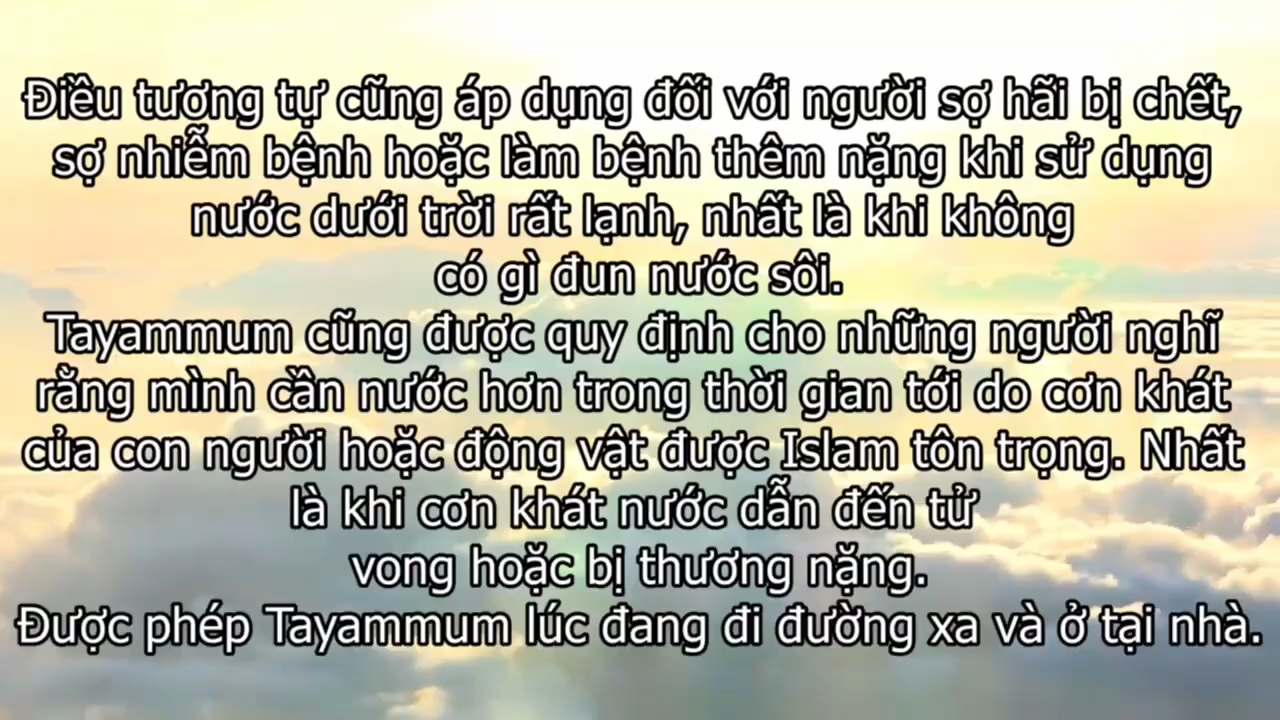 Điều tương tự cũng áp dụng đối với người sợ hãi bị chết,
sợ nhiễm bệnh hoặc làm bệnh thêm nặng khi sử dụng
nước dưới trời rất lạnh, nhất là khi không
có gì đun nước sôi.
Tayammum cũng được quy định cho những người nghĩ
rằng mình cần nước hơn trong thời gian tới do cơn khát
của con người hoặc động vật được Islam tôn trọng. Nhất
là khi cơn khát nước dẫn đến tử
vong hoặc bị thương nặng.
Được phép Tayammum lúc đang đi đường xa và ở tại nhà.